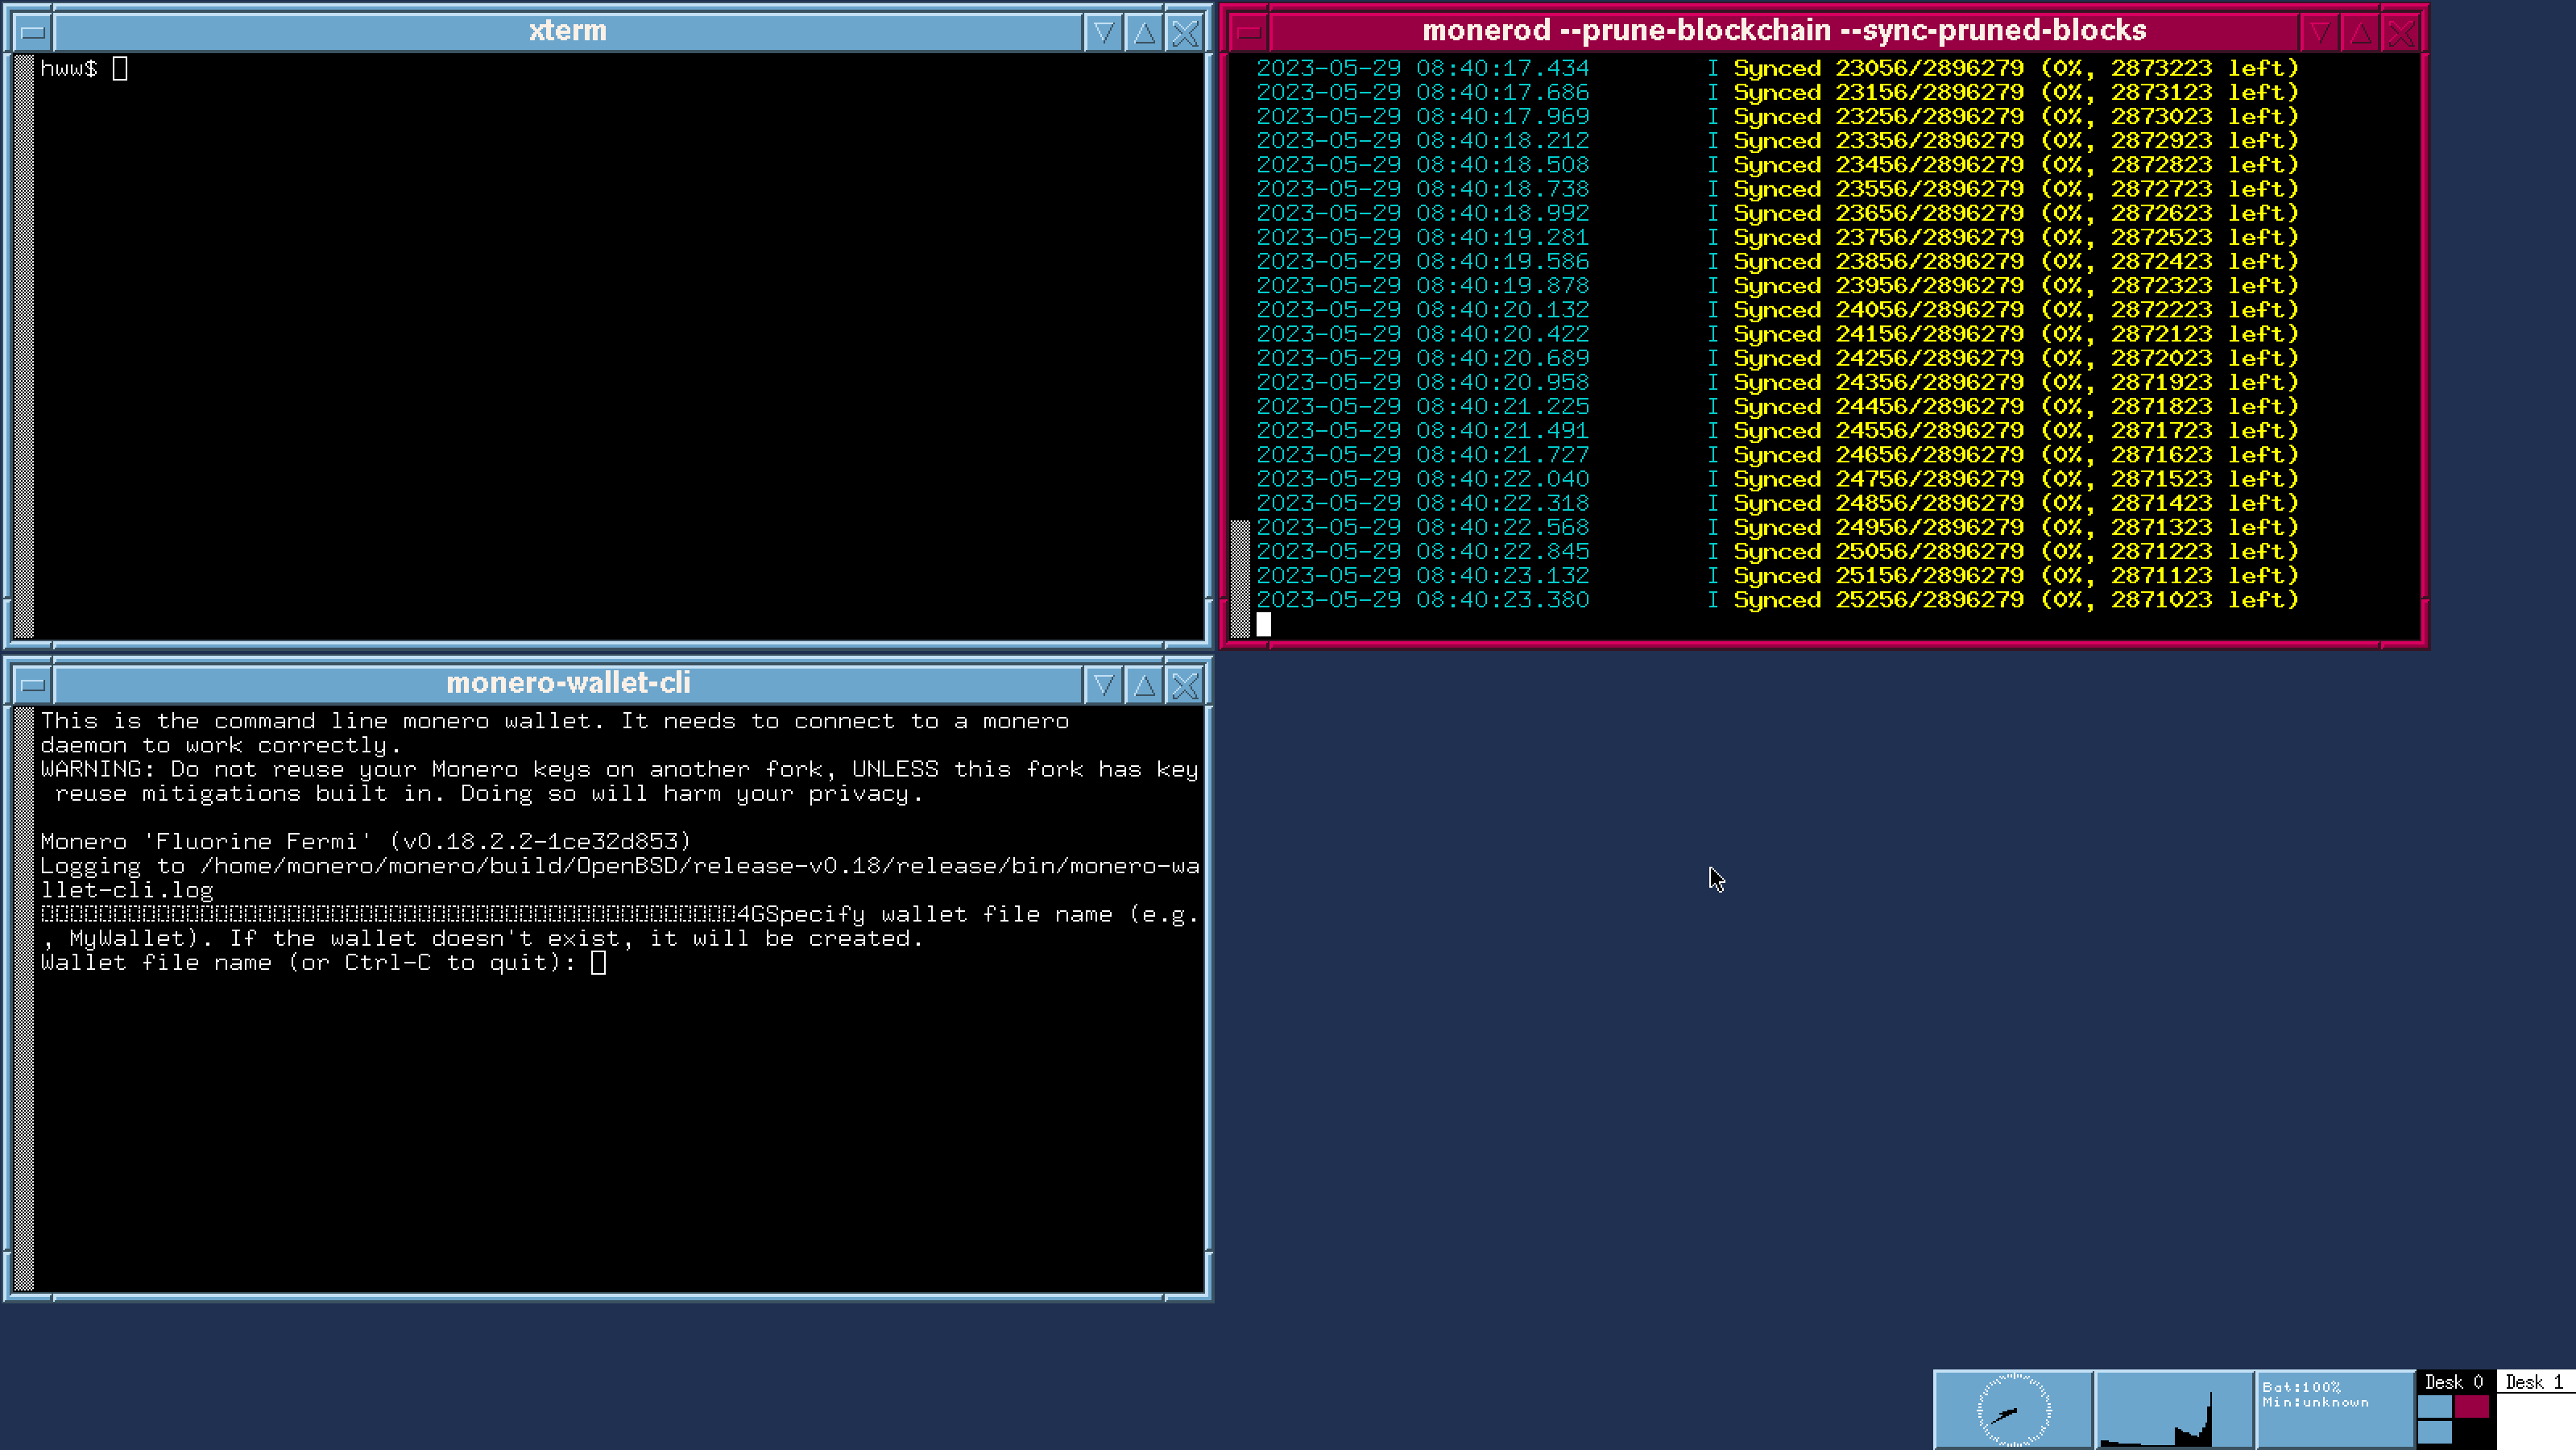 xterm
hww$
monerod --prune-blockchain --sync-pruned-blocks
2023-05-29 08:40:17.434 I Synced 23056/2896279 (0%, 2873223 left)
2023-05-29 08:40:17.686 I Synced 23156/2896279 (0%, 2873123 left)
2023-05-29 08:40:17.969 I Synced 23256/2896279 (0%, 2873023 left)
2023-05-29 08:40:18.212 I Synced 23356/2896279 (0%, 2872923 left)
2023-05-29 08:40:18.508 I Synced 23456/2896279 (0%, 2872823 left)
2023-05-29 08:40:18.738 I Synced 23556/2896279 (0%, 2872723 left)
2023-05-29 08:40:18.992 I Synced 23656/2896279 (0%, 2872623 left)
2023-05-29 08:40:19.281 I Synced 23756/2896279 (0%, 2872523 left)
2023-05-29 08:40:19.586 I Synced 23856/2896279 (0%, 2872423 left)
2023-05-29 08:40:19.878 I Synced 23956/2896279 (0%, 2872323 left)
2023-05-29 08:40:20.132 I Synced 24056/2896279 (0%, 2872223 left)
2023-05-29 08:40:20.422 I Synced 24156/2896279 (0%, 2872123 left)
2023-05-29 08:40:20.689 I Synced 24256/2896279 (0%, 2872023 left)
2023-05-29 08:40:20.958 I Synced 24356/2896279 (0%, 2871923 left)
2023-05-29 08:40:21.225 I Synced 24456/2896279 (0%, 2871823 left)
2023-05-29 08:40:21.491 I Synced 24556/2896279 (0%, 2871723 left)
2023-05-29 08:40:21.727 I Synced 24656/2896279 (0%, 2871623 left)
2023-05-29 08:40:22.040 I Synced 24756/2896279 (0%, 2871523 left)
2023-05-29 08:40:22.318 I Synced 24856/2896279 (0%, 2871423 left)
2023-05-29 08:40:22.568 I Synced 24956/2896279 (0%, 2871323 left)
2023-05-29 08:40:22.845 I Synced 25056/2896279 (0%, 2871223 left)
2023-05-29 08:40:23.132 I Synced 25156/2896279 (0%, 2871123 left)
2023-05-29 08:40:23.380 I Synced 25256/2896279 (0%, 2871023 left)
monero-wallet-cli
This is the command line monero wallet. It needs to connect to a monero
daemon to work correctly.
WARNING: Do not reuse your Monero keys on another fork, UNLESS this fork has key
reuse mitigations built in. Doing so will harm your privacy.
Monero 'Fluorine Fermi' (v0.18.2.2-1ce32d853)
Logging to /home/monero/monero/build/OpenBSD/release-v0.18/release/bin/monero-wa
llet-cli.log
4GSpecify wallet file name (e.g.
, MyWallet). If the wallet doesn't exist, it will be created.
Wallet file name (or Ctrl-C to quit):
Bat:100%
Min:unknown
Desk 0
Desk 1